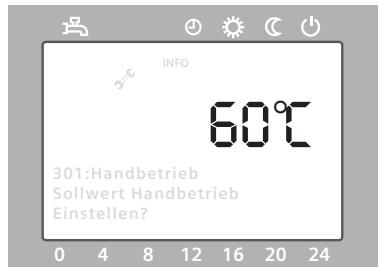 INFO
60°C
301:Handbetrieb
Sollwert Handbetrieb
Einstellen?
0 4 8 12 16 20 24